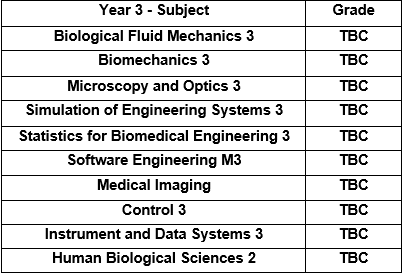 Year 3 - Subject Grade
Biological Fluid Mechanics 3 TBC
Biomechanics 3 TBC
Microscopy and Optics 3 TBC
Simulation of Engineering Systems 3 TBC
Statistics for Biomedical Engineering 3 TBC
Software Engineering M3 TBC
Medical Imaging TBC
Control 3 TBC
Instrument and Data Systems 3 TBC
Human Biological Sciences 2 TBC